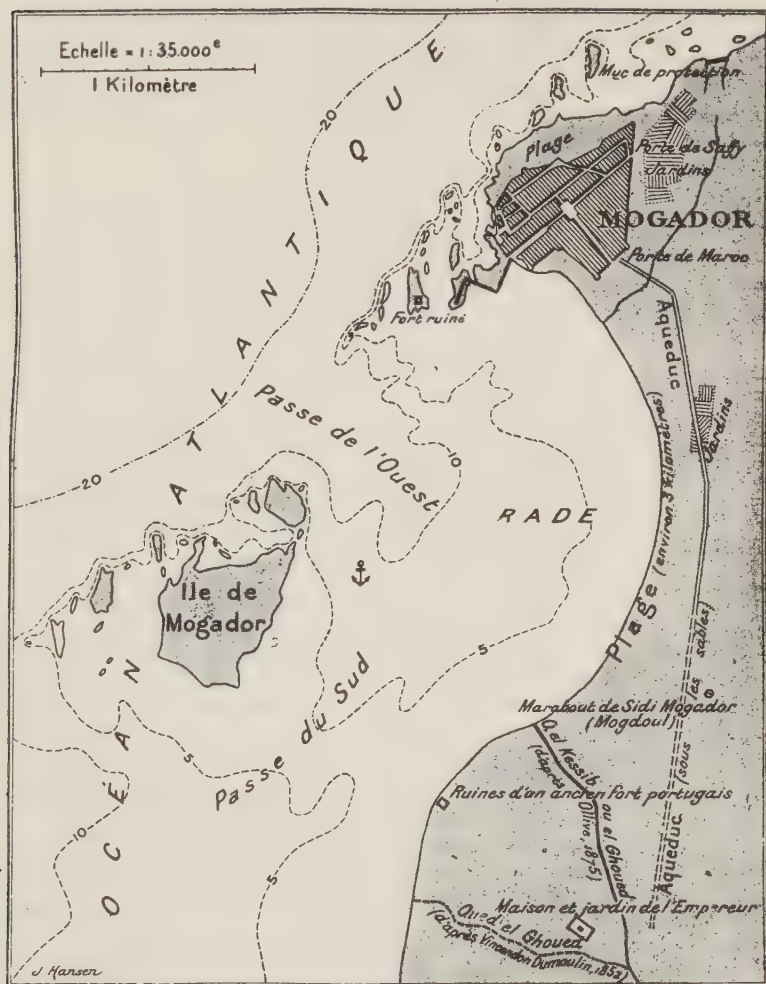 Echelle = 1:35.000e
1 Kilomètre
OCÉAN ATLANTIQUE
20
Mur de protection
Plage
Porte de Saffy
Jardins
MOGADOR
Porte de Maroc
Fort ruiné
Aqueduc
Jardins
Passe de l'Ouest
10
20
RADE
Plage (environ 3 kilomètres)
Ile de
Mogador
5
Passe du Sud
Marabout de Sidi Mogador
(Mogdoul)
Aqueduc (sous les sables)
5
10
5
O. el Kessib ou el Ghoued
(d'après Ollive, 1875)
Ruines d'un ancien fort portugais
Maison et jardin de l'Empereur
Oued el Ghoued
(d'après Vincendon Dumoulin, 1853)
J Hansen